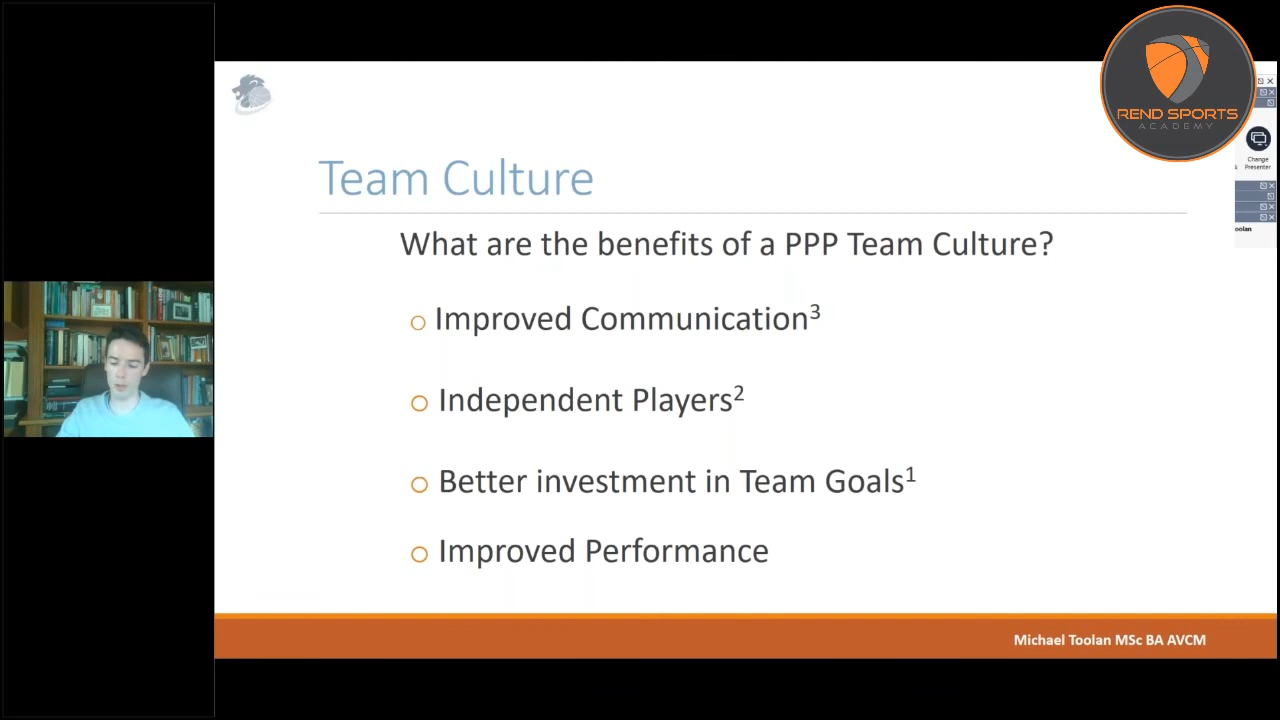 REND SPORTS
ACADEMY
Change
Presenter
oolan
Team Culture
What are the benefits of a PPP Team Culture?
Improved Communication³
Independent Players²
Better investment in Team Goals¹
Improved Performance
Michael Toolan MSc BA AVCM